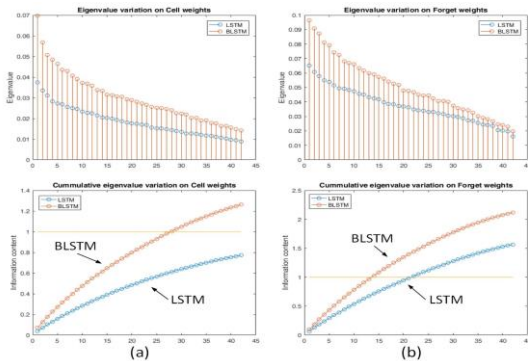 Eigenvalue variation on Cell weights
LSTM
BLSTM
Eigenvalue
0.07
0.06
0.05
0.04
0.03
0.02
0.01
0
0 5 10 15 20 25 30 35 40 45
Eigenvalue variation on Forget weights
LSTM
BLSTM
Eigenvalue
0.1
0.09
0.08
0.07
0.06
0.05
0.04
0.03
0.02
0.01
0
0 5 10 15 20 25 30 35 40 45
Cummulative eigenvalue variation on Cell weights
LSTM
BLSTM
Information content
1.4
1.2
1
0.8
0.6
0.4
0.2
0
BLSTM
LSTM
0 5 10 15 20 25 30 35 40 45
(a)
Cummulative eigenvalue variation on Forget weights
LSTM
BLSTM
Information content
2.5
2
1.5
1
0.5
0
BLSTM
LSTM
0 5 10 15 20 25 30 35 40 45
(b)